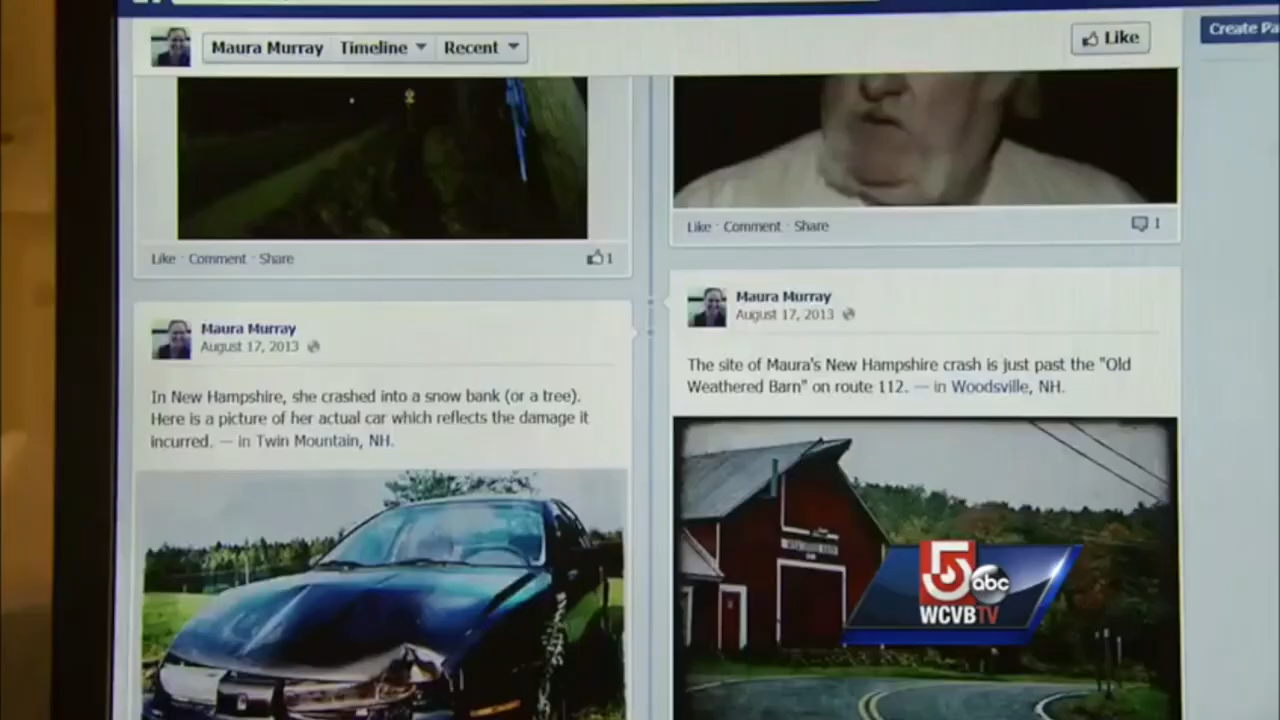 Maura Murray Timeline Recent
Like
Create Pa
Like · Comment · Share
1
Like · Comment · Share
1
Maura Murray
August 17, 2013
In New Hampshire, she crashed into a snow bank (or a tree).
Here is a picture of her actual car which reflects the damage it
incurred. — in Twin Mountain, NH.
Maura Murray
August 17, 2013
The site of Maura's New Hampshire crash is just past the "Old
Weathered Barn" on route 112. — in Woodsville, NH.
5 abc
WCVBTV